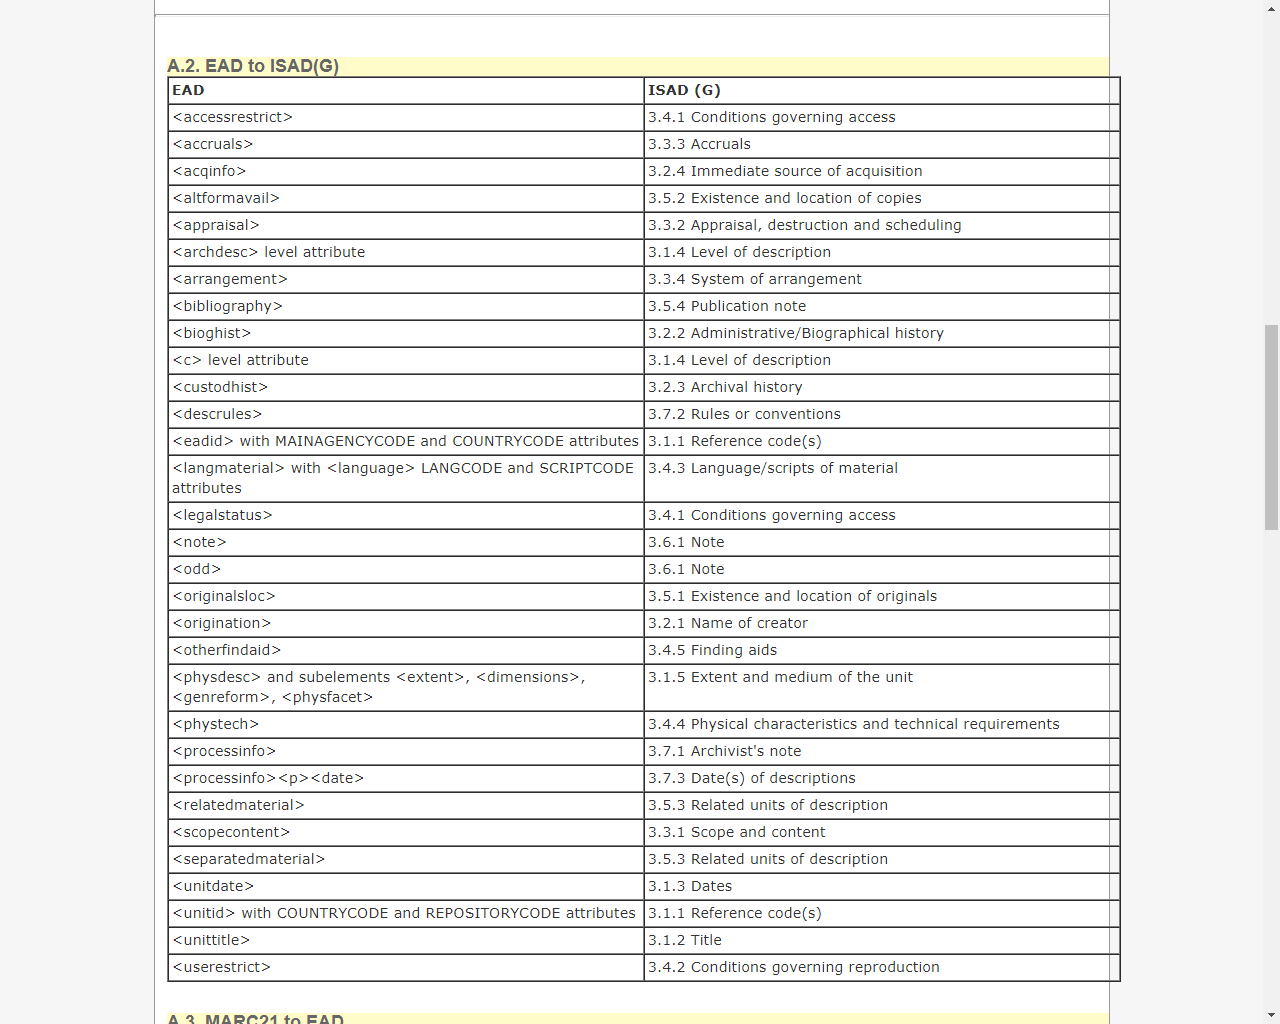 A.2. EAD to ISAD(G)
EAD ISAD (G)
<accessrestrict> 3.4.1 Conditions governing access
<accruals> 3.3.3 Accruals
<acqinfo> 3.2.4 Immediate source of acquisition
<altformavail> 3.5.2 Existence and location of copies
<appraisal> 3.3.2 Appraisal, destruction and scheduling
<archdesc> level attribute 3.1.4 Level of description
<arrangement> 3.3.4 System of arrangement
<bibliography> 3.5.4 Publication note
<bioghist> 3.2.2 Administrative/Biographical history
<c> level attribute 3.1.4 Level of description
<custodhist> 3.2.3 Archival history
<descrules> 3.7.2 Rules or conventions
<eadid> with MAINAGENCYCODE and COUNTRYCODE attributes 3.1.1 Reference code(s)
<langmaterial> with <language> LANGCODE and SCRIPTCODE 3.4.3 Language/scripts of material
attributes
<legalstatus> 3.4.1 Conditions governing access
<note> 3.6.1 Note
<odd> 3.6.1 Note
<originalsloc> 3.5.1 Existence and location of originals
<origination> 3.2.1 Name of creator
<otherfindaid> 3.4.5 Finding aids
<physdesc> and subelements <extent>, <dimensions>, 3.1.5 Extent and medium of the unit
<genreform>, <physfacet>
<phystech> 3.4.4 Physical characteristics and technical requirements
<processinfo> 3.7.1 Archivist's note
<processinfo><p><date> 3.7.3 Date(s) of descriptions
<relatedmaterial> 3.5.3 Related units of description
<scopecontent> 3.3.1 Scope and content
<separatedmaterial> 3.5.3 Related units of description
<unitdate> 3.1.3 Dates
<unitid> with COUNTRYCODE and REPOSITORYCODE attributes 3.1.1 Reference code(s)
<unittitle> 3.1.2 Title
<userestrict> 3.4.2 Conditions governing reproduction
A.3. MARC21 to EAD